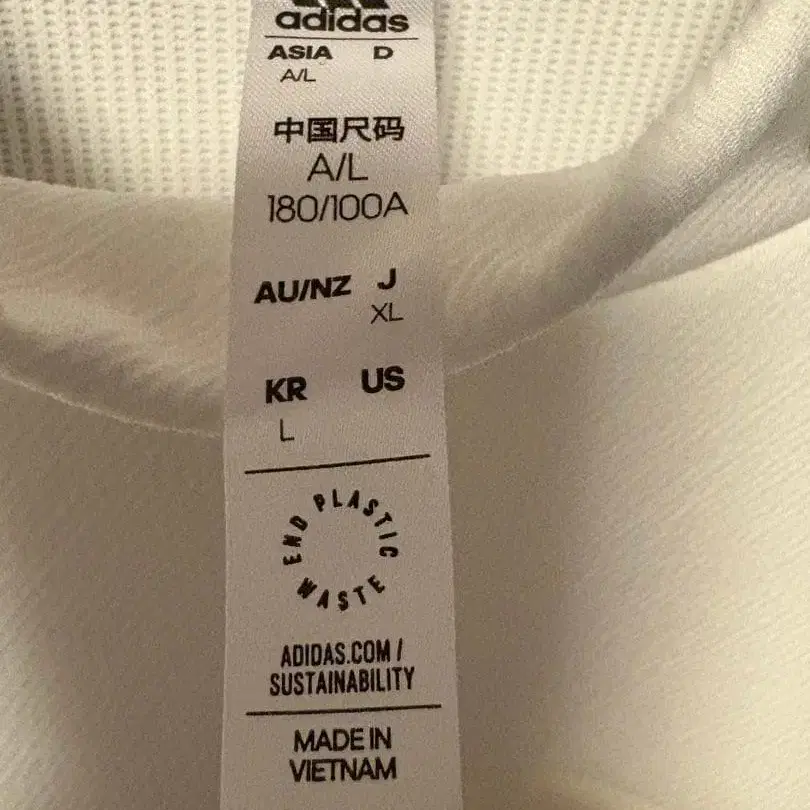 adidas
ASIA D
A/L
中国尺码
A/L
180/100A
AU/NZ J
XL
KR US
L
END PLASTIC WASTE
ADIDAS.COM /
SUSTAINABILITY
MADE IN
VIETNAM